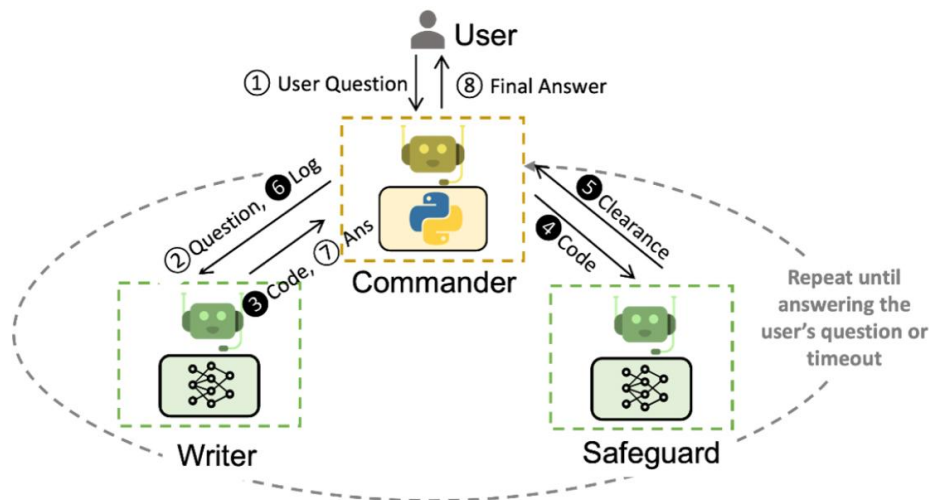 User
① User Question
⑧ Final Answer
② Question, ❻ Log
❸ Code, ⑦ Ans
❺ Clearance
❹ Code
Commander
Repeat until
answering the
user's question or
timeout
Writer
Safeguard